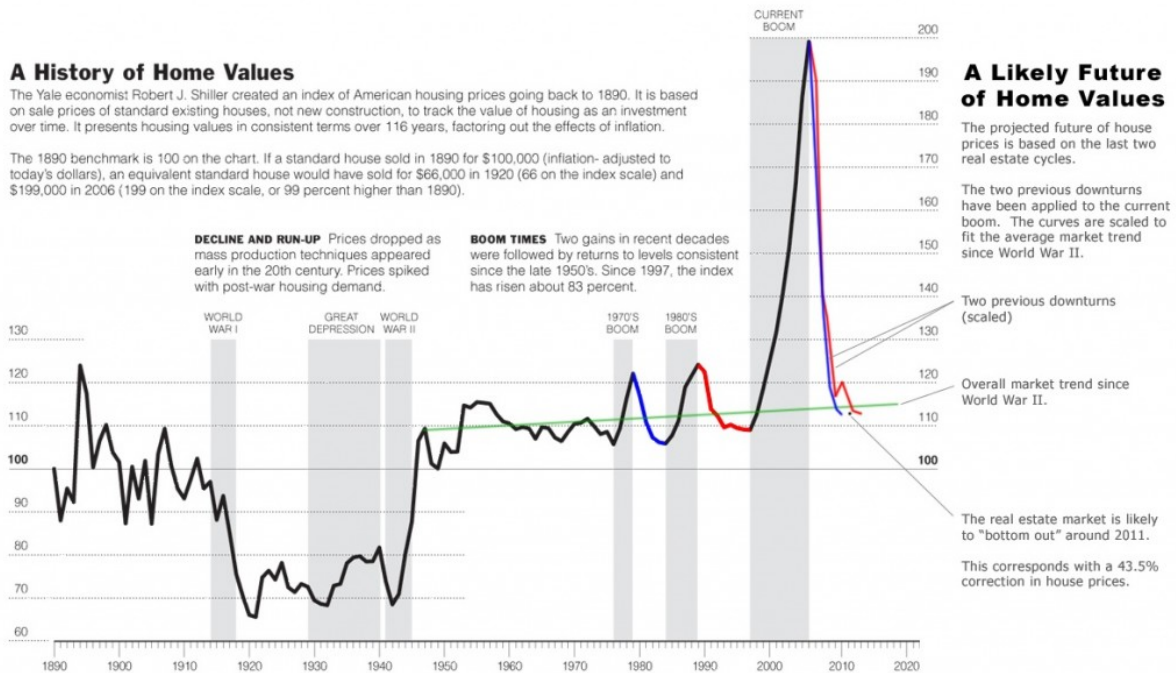 A History of Home Values
The Yale economist Robert J. Shiller created an index of American housing prices going back to 1890. It is based
on sale prices of standard existing houses, not new construction, to track the value of housing as an investment
over time. It presents housing values in consistent terms over 116 years, factoring out the effects of inflation.
The 1890 benchmark is 100 on the chart. If a standard house sold in 1890 for $100,000 (inflation- adjusted to
today's dollars), an equivalent standard house would have sold for $66,000 in 1920 (66 on the index scale) and
$199,000 in 2006 (199 on the index scale, or 99 percent higher than 1890).
DECLINE AND RUN-UP Prices dropped as
mass production techniques appeared
early in the 20th century. Prices spiked
with post-war housing demand.
BOOM TIMES Two gains in recent decades
were followed by returns to levels consistent
since the late 1950's. Since 1997, the index
has risen about 83 percent.
CURRENT
BOOM
WORLD
WAR I
GREAT
DEPRESSION
WORLD
WAR II
1970'S
BOOM
1980'S
BOOM
130
120
110
100
90
80
70
60
200
190
180
170
160
150
140
130
120
110
100
1890
1900
1910
1920
1930
1940
1950
1960
1970
1980
1990
2000
2010
2020
A Likely Future
of Home Values
The projected future of house
prices is based on the last two
real estate cycles.
The two previous downturns
have been applied to the current
boom. The curves are scaled to
fit the average market trend
since World War II.
Two previous downturns
(scaled)
Overall market trend since
World War II.
The real estate market is likely
to "bottom out" around 2011.
This corresponds with a 43.5%
correction in house prices.